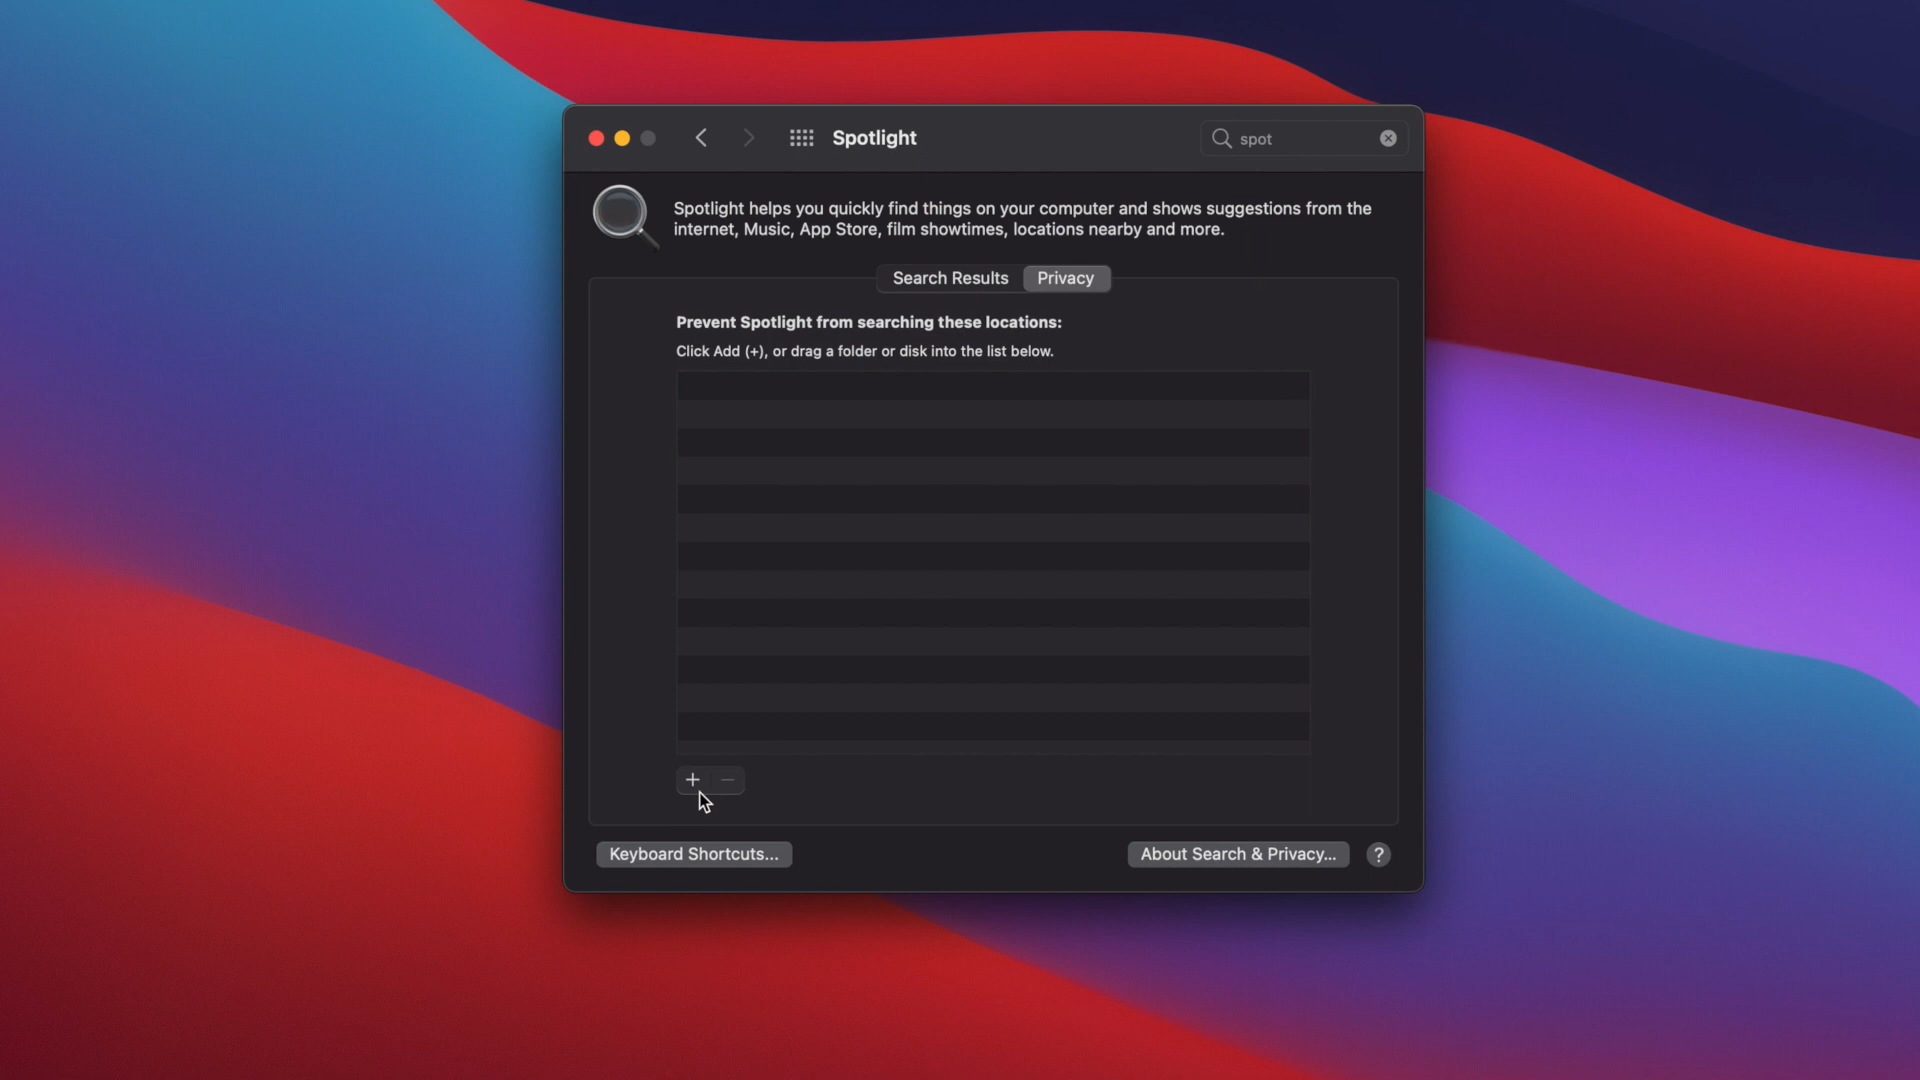 Spotlight
spot
Spotlight helps you quickly find things on your computer and shows suggestions from the
internet, Music, App Store, film showtimes, locations nearby and more.
Search Results
Privacy
Prevent Spotlight from searching these locations:
Click Add (+), or drag a folder or disk into the list below.
+ −
Keyboard Shortcuts...
About Search & Privacy...
?